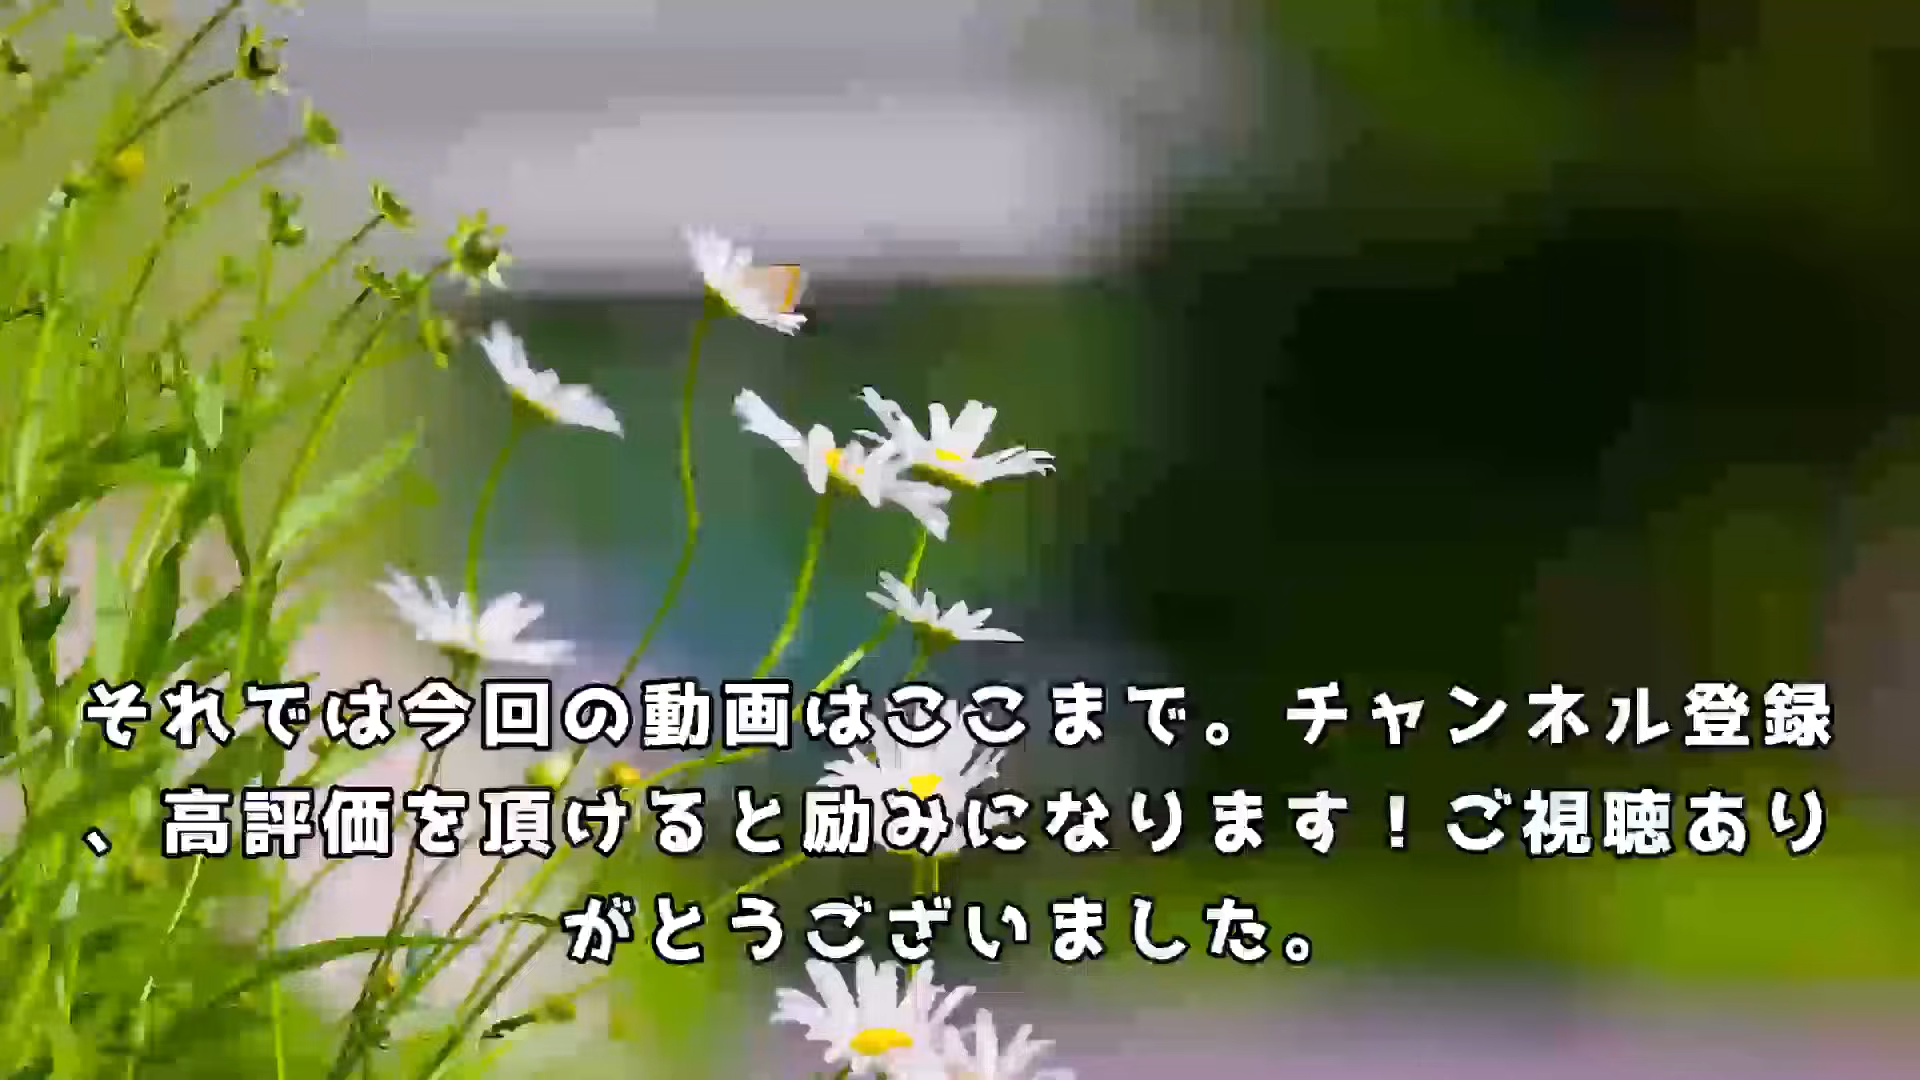 それでは今回の動画はここまで。チャンネル登録
、高評価を頂けると励みになります！ご視聴あり
がとうございました。